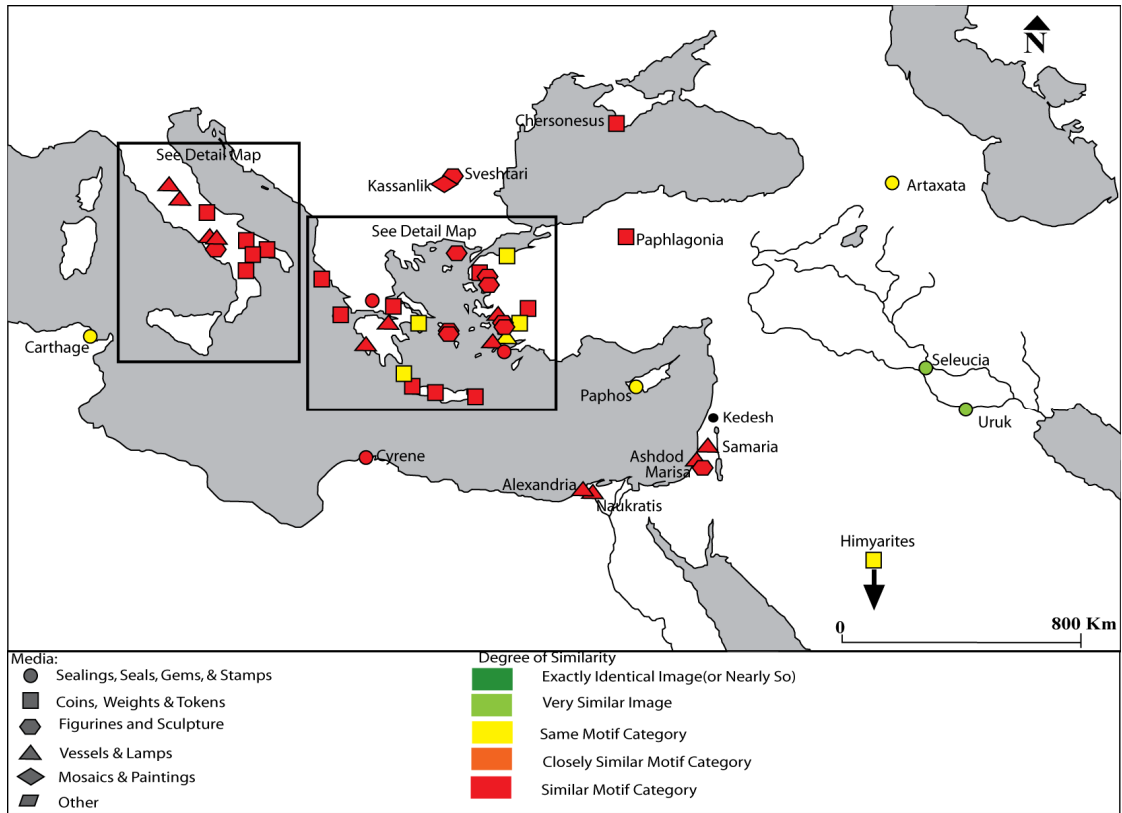 N
See Detail Map
Chersonesus
Sveshtari
Kassanlik
Artaxata
See Detail Map
Paphlagonia
Carthage
Seleucia
Paphos
Uruk
Kedesh
Samaria
Cyrene
Ashdod
Marisa
Alexandria
Naukratis
Himyarites
0
800 Km
Media:
Sealings, Seals, Gems, & Stamps
Coins, Weights & Tokens
Figurines and Sculpture
Vessels & Lamps
Mosaics & Paintings
Other
Degree of Similarity
Exactly Identical Image(or Nearly So)
Very Similar Image
Same Motif Category
Closely Similar Motif Category
Similar Motif Category